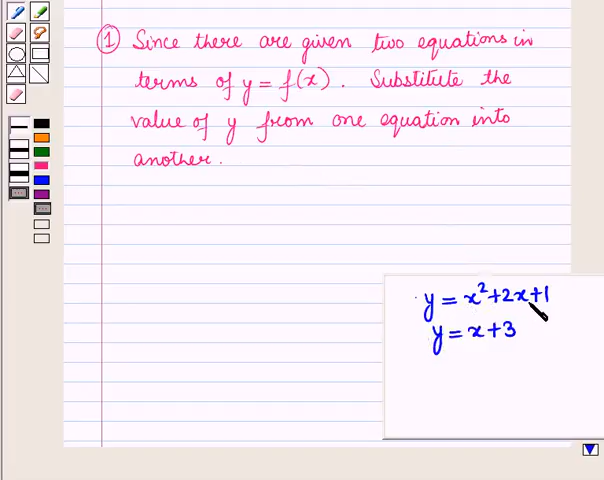 ① Since there are given two equations in
terms of y = f(x). Substitute the
value of y from one equation into
another.
y = x²+2x+1
y = x+3